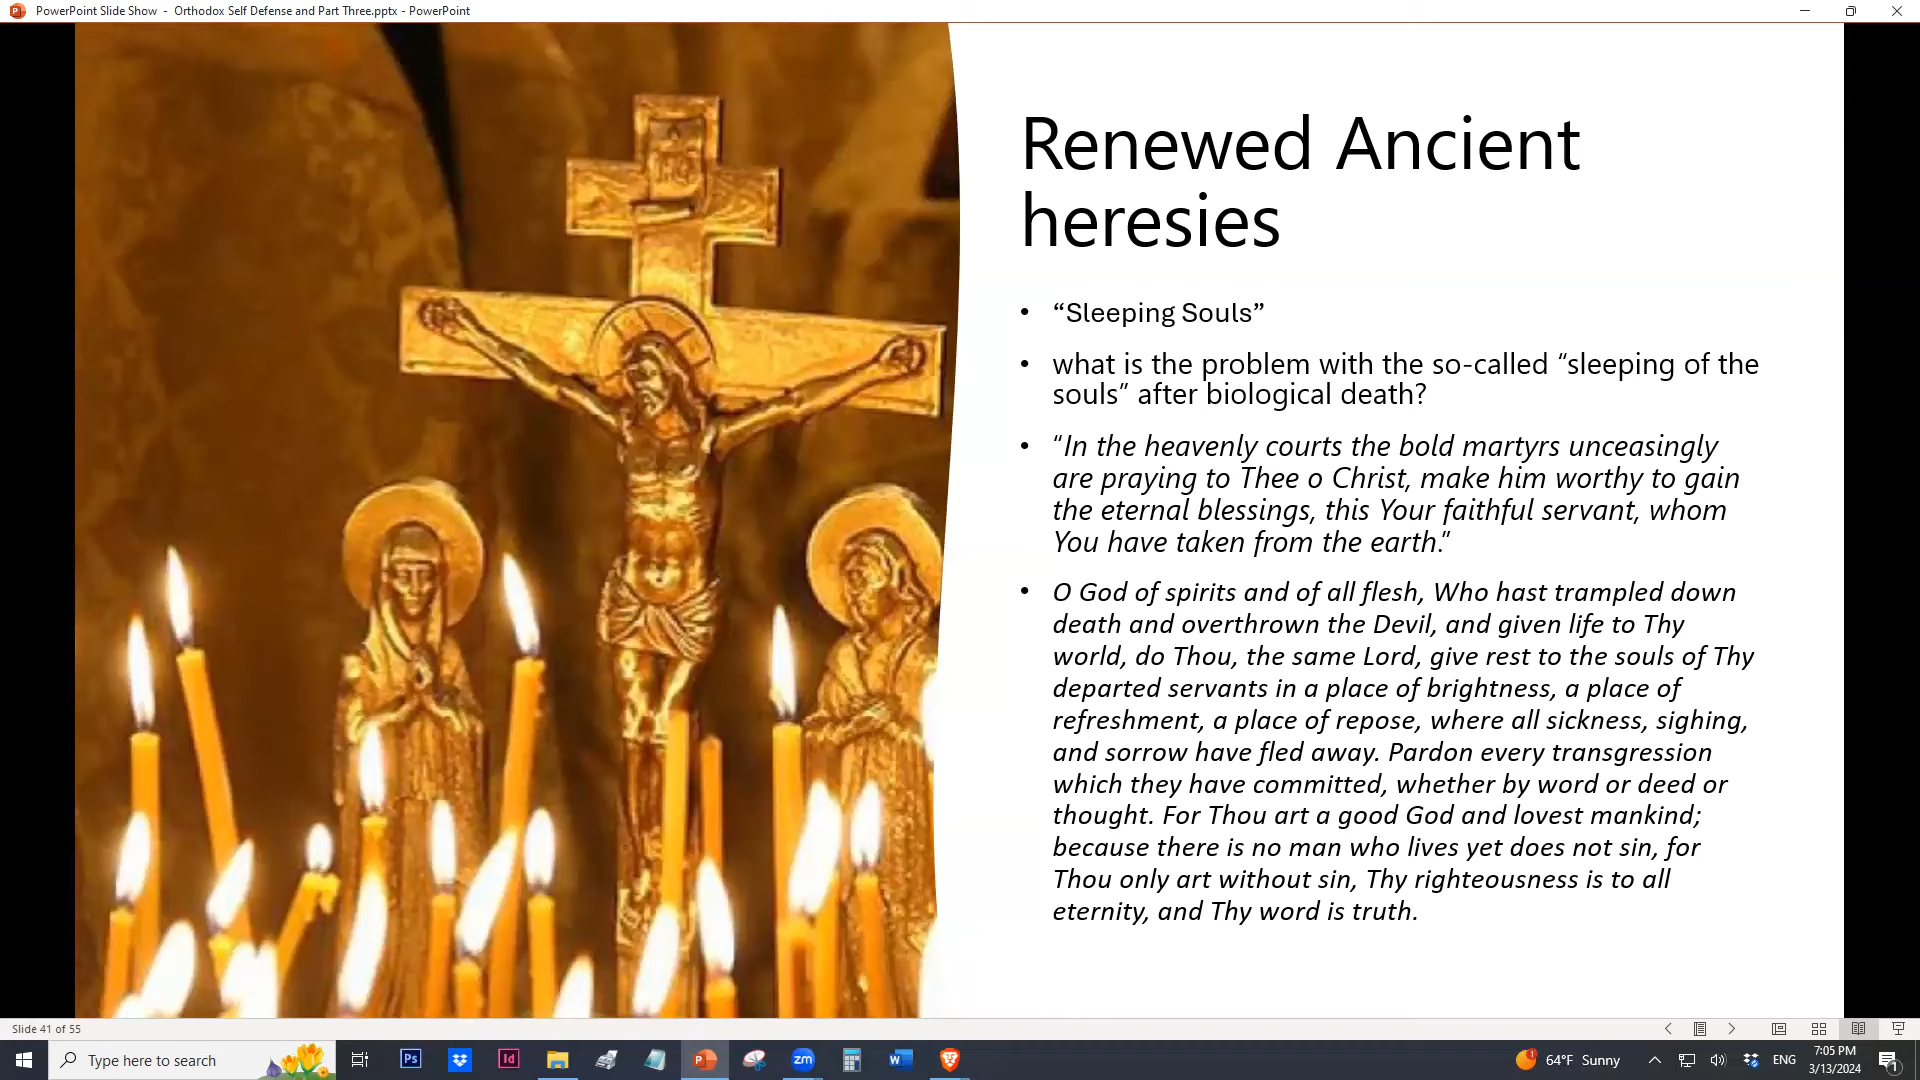 PowerPoint Slide Show - Orthodox Self Defense and Part Three.pptx - PowerPoint
Renewed Ancient
heresies
• “Sleeping Souls”
• what is the problem with the so-called “sleeping of the
souls” after biological death?
• “In the heavenly courts the bold martyrs unceasingly
are praying to Thee o Christ, make him worthy to gain
the eternal blessings, this Your faithful servant, whom
You have taken from the earth.”
• O God of spirits and of all flesh, Who hast trampled down
death and overthrown the Devil, and given life to Thy
world, do Thou, the same Lord, give rest to the souls of Thy
departed servants in a place of brightness, a place of
refreshment, a place of repose, where all sickness, sighing,
and sorrow have fled away. Pardon every transgression
which they have committed, whether by word or deed or
thought. For Thou art a good God and lovest mankind;
because there is no man who lives yet does not sin, for
Thou only art without sin, Thy righteousness is to all
eternity, and Thy word is truth.
Slide 41 of 55
Type here to search
Ps
Id
P
zm
W
1
64°F Sunny
ENG
7:05 PM
3/13/2024
1